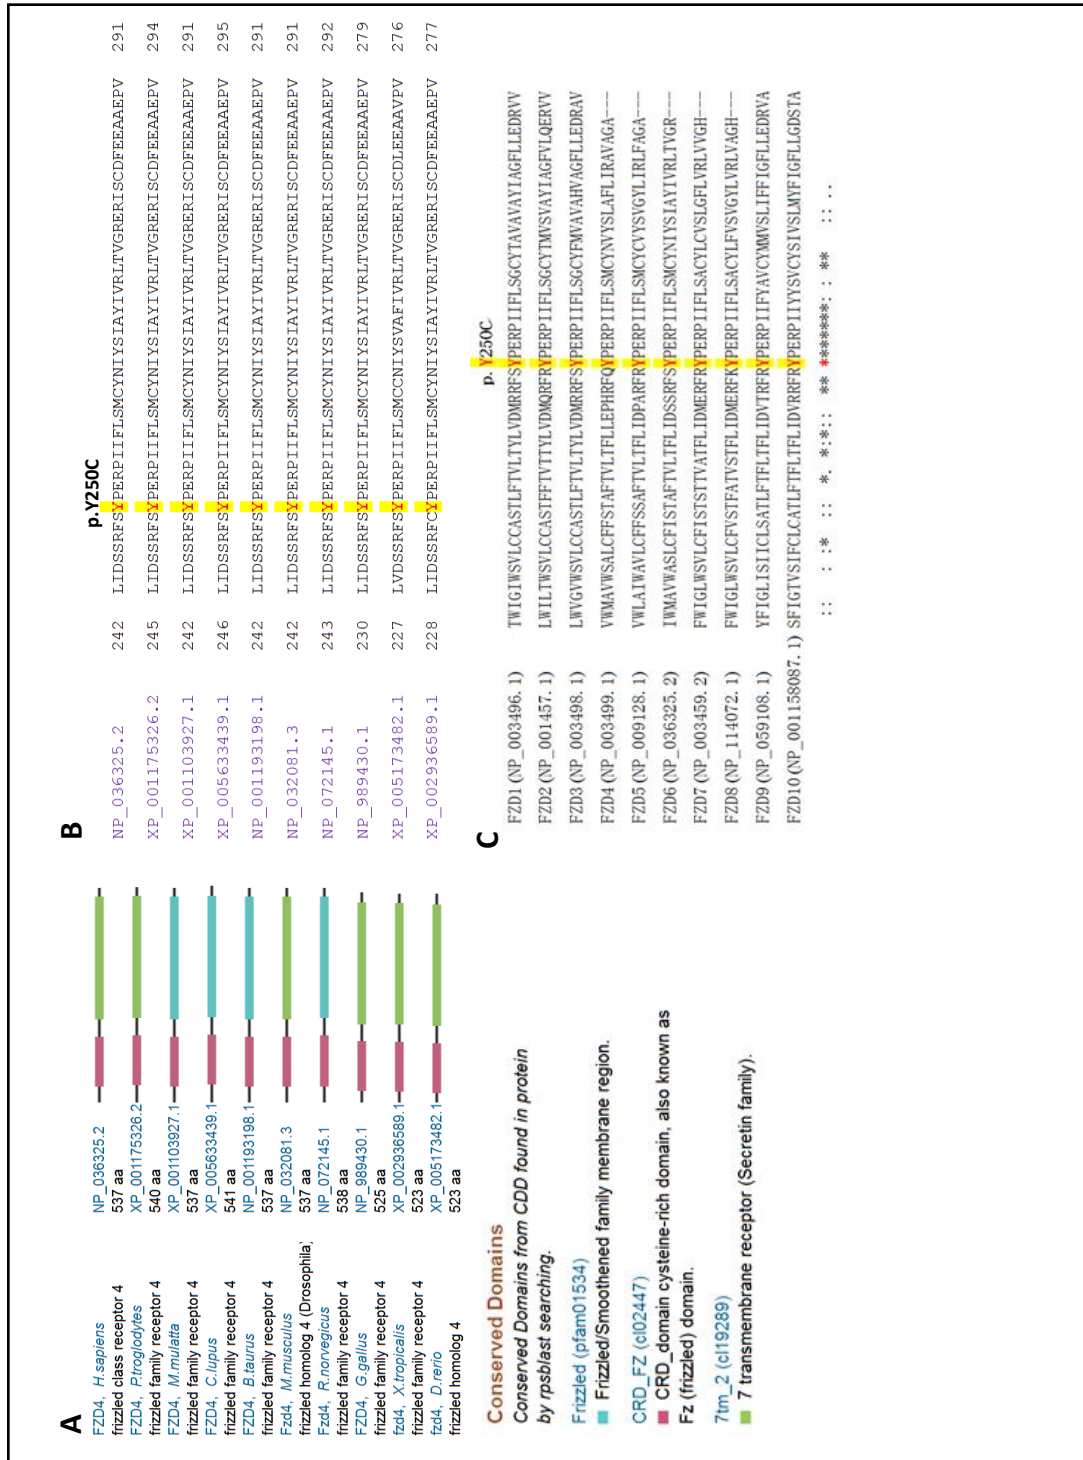 A
FZD4, H.sapiens NP_036325.2
frizzled class receptor 4 537 aa
FZD4, P.troglodytes XP_001175326.2
frizzled family receptor 4 540 aa
FZD4, M.mulatta XP_001103927.1
frizzled family receptor 4 537 aa
FZD4, C.lupus XP_005633439.1
frizzled family receptor 4 541 aa
FZD4, B.taurus NP_001193198.1
frizzled family receptor 4 537 aa
Fzd4, M.musculus NP_032081.3
frizzled homolog 4 (Drosophila) 537 aa
Fzd4, R.norvegicus NP_072145.1
frizzled family receptor 4 538 aa
FZD4, G.gallus NP_989430.1
frizzled family receptor 4 525 aa
fzd4, X.tropicalis XP_002936589.1
frizzled family receptor 4 523 aa
fzd4, D.rerio XP_005173482.1
frizzled homolog 4 523 aa
Conserved Domains
Conserved Domains from CDD found in protein
by rpsblast searching.
Frizzled (pfam01534)
Frizzled/Smoothened family membrane region.
CRD_FZ (cl02447)
CRD_domain cysteine-rich domain, also known as
Fz (frizzled) domain.
7tm_2 (cl19289)
7 transmembrane receptor (Secretin family).
B
p.Y250C
NP_036325.2 242 LIDSSRFSYPERPIIFLSMCYNIYSIAYIVRLTVGRERISCDFEEAAEPV 291
XP_001175326.2 245 LIDSSRFSYPERPIIFLSMCYNIYSIAYIVRLTVGRERISCDFEEAAEPV 294
XP_001103927.1 242 LIDSSRFSYPERPIIFLSMCYNIYSIAYIVRLTVGRERISCDFEEAAEPV 291
XP_005633439.1 246 LIDSSRFSYPERPIIFLSMCYNIYSIAYIVRLTVGRERISCDFEEAAEPV 295
NP_001193198.1 242 LIDSSRFSYPERPIIFLSMCYNIYSIAYIVRLTVGRERISCDFEEAAEPV 291
NP_032081.3 242 LIDSSRFSYPERPIIFLSMCYNIYSIAYIVRLTVGRERISCDFEEAAEPV 291
NP_072145.1 243 LIDSSRFSYPERPIIFLSMCYNIYSIAYIVRLTVGRERISCDFEEAAEPV 292
NP_989430.1 230 LIDSSRFSYPERPIIFLSMCYNIYSIAYIVRLTVGRERISCDFEEAAEPV 279
XP_005173482.1 227 LVDSSRFSYPERPIIFLSMCCNIYSVAFIVRLTVGRERISCDLEEAAVPV 276
XP_002936589.1 228 LIDSSRFCYPERPIIFLSMCYNIYSIAYIVRLTVGRERISCDFEEAAEPV 277
C
p. Y250C
FZD1(NP_003496.1) TWIGIWSVLCCASTLFTVLTYLVDMRRFSYPERPIIFLSGCYTAVAVAYIAGFLLEDRVV
FZD2(NP_001457.1) LWILTWSVLCCASTFFTVTTYLVDMQRFRYPERPIIFLSGCYTMVSVAYIAGFVLQERVV
FZD3(NP_003498.1) LWVGVWSVLCCASTLFTVLTYLVDMRRFSYPERPIIFLSGCYFMVAVAHVAGFLLEDRAV
FZD4(NP_003499.1) VWMAVWSALCFFSTAFTVLTFLLEPHRFQYPERPIIFLSMCYNVYSLAFLIRAVAGA---
FZD5(NP_009128.1) VWLAIWAVLCFFSSAFTVLTFLIDPARFRYPERPIIFLSMCYCVYSVGYLIRLFAGA---
FZD6(NP_036325.2) IWMAVWASLCFISTAFTVLTFLIDSSRFSYPERPIIFLSMCYNIYSIAYIVRLTVGR---
FZD7(NP_003459.2) FWIGLWSVLCFISTSTTVATFLIDMERFRYPERPIIFLSACYLCVSLGFLVRLVVGH---
FZD8(NP_114072.1) FWIGLWSVLCFVSTFATVSTFLIDMERFKYPERPIIFLSACYLFVSVGYLVRLVAGH---
FZD9(NP_059108.1) YFIGLISIICLSATLFTFLTFLIDVTRFRYPERPIIFYAVCYMMVSLIFFIGFLLEDRVA
FZD10(NP_001158087.1) SFIGTVSIFCLCATLFTFLTFLIDVRRFRYPERPIIYYSVCYSIVSLMYFIGFLLGDSTA
:: : :* :: *. *:*:: ** ********: : ** :: ..